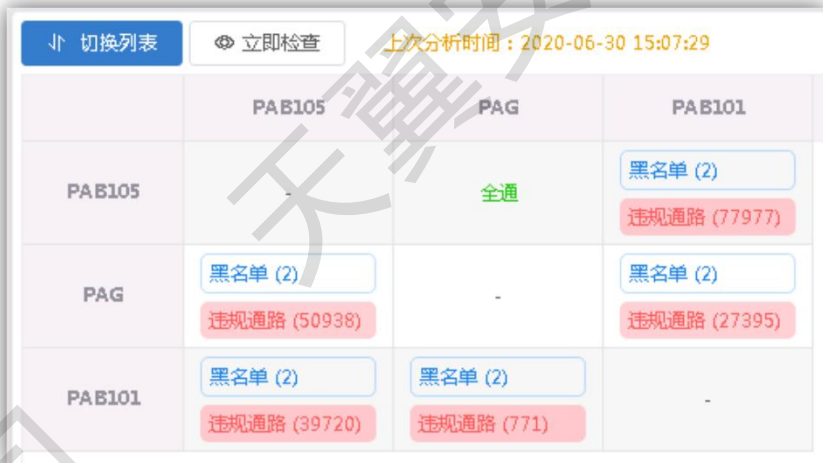 切换列表 立即检查 上次分析时间：2020-06-30 15:07:29
PAB105 PAG PAB101
PAB105 - 全通 黑名单 (2)
违规通路 (77977)
PAG 黑名单 (2) - 黑名单 (2)
违规通路 (50938) 违规通路 (27395)
PAB101 黑名单 (2) 黑名单 (2) -
违规通路 (39720) 违规通路 (771)
天翼安